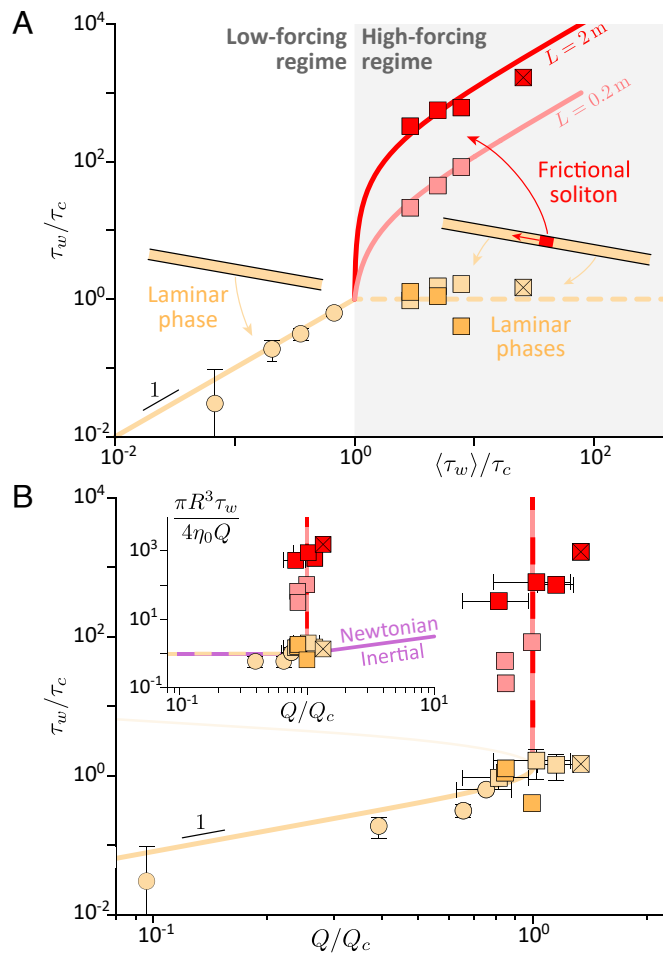 A
Low-forcing regime
High-forcing regime
10^4
10^2
10^0
10^-2
τ_w/τ_c
L = 2 m
L = 0.2 m
Frictional soliton
Laminar phase
Laminar phases
1
10^-2
10^-1
10^0
10^1
10^2
⟨τ_w⟩/τ_c
B
10^4
10^2
10^0
10^-2
τ_w/τ_c
πR^3τ_w
4η_0Q
10^3
10^1
10^-1
Newtonian
Inertial
10^-1
10
Q/Q_c
1
10^-1
10^0
Q/Q_c